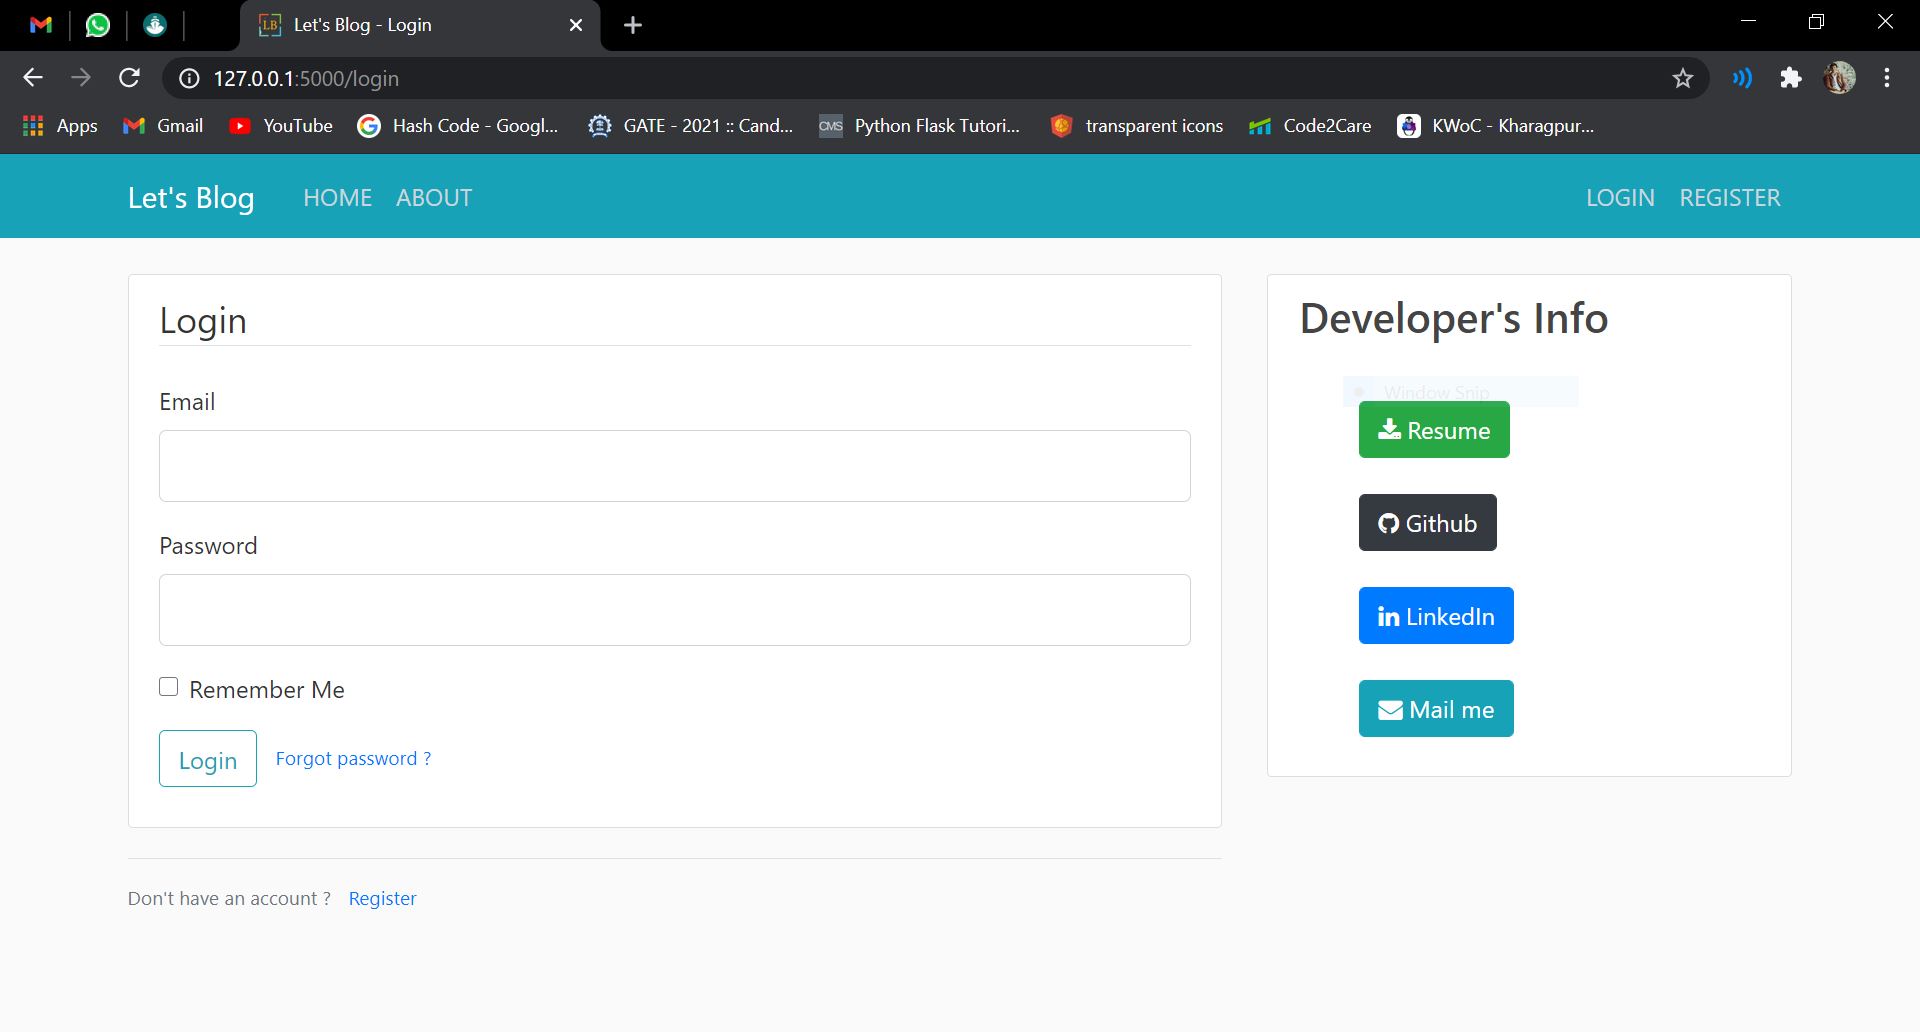 Let's Blog - Login
127.0.0.1:5000/login
Apps Gmail YouTube Hash Code - Googl... GATE - 2021 :: Cand... CMS Python Flask Tutori... transparent icons Code2Care KWoC - Kharagpur...
Let's Blog HOME ABOUT LOGIN REGISTER
Login
Email
Password
Remember Me
Login Forgot password ?
Don't have an account ? Register
Developer's Info
Window Snip
Resume
Github
LinkedIn
Mail me